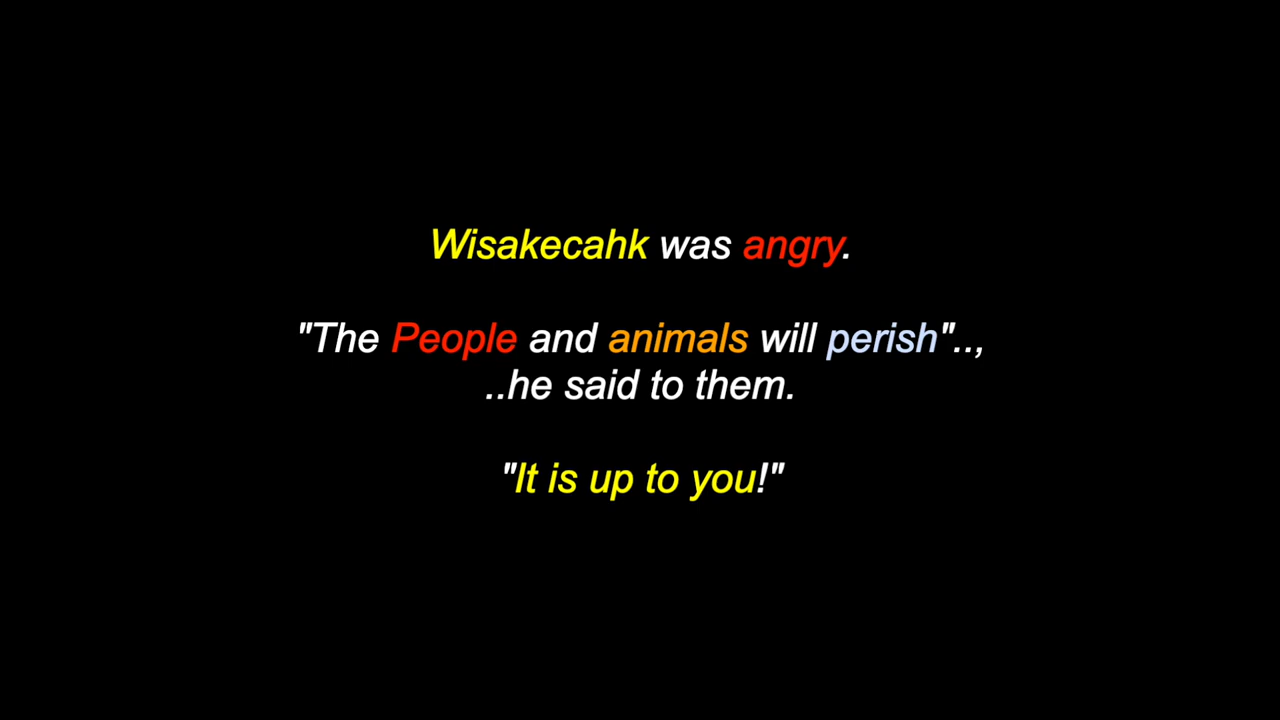 Wisakecahk was angry.
"The People and animals will perish"..,
..he said to them.
"It is up to you!"